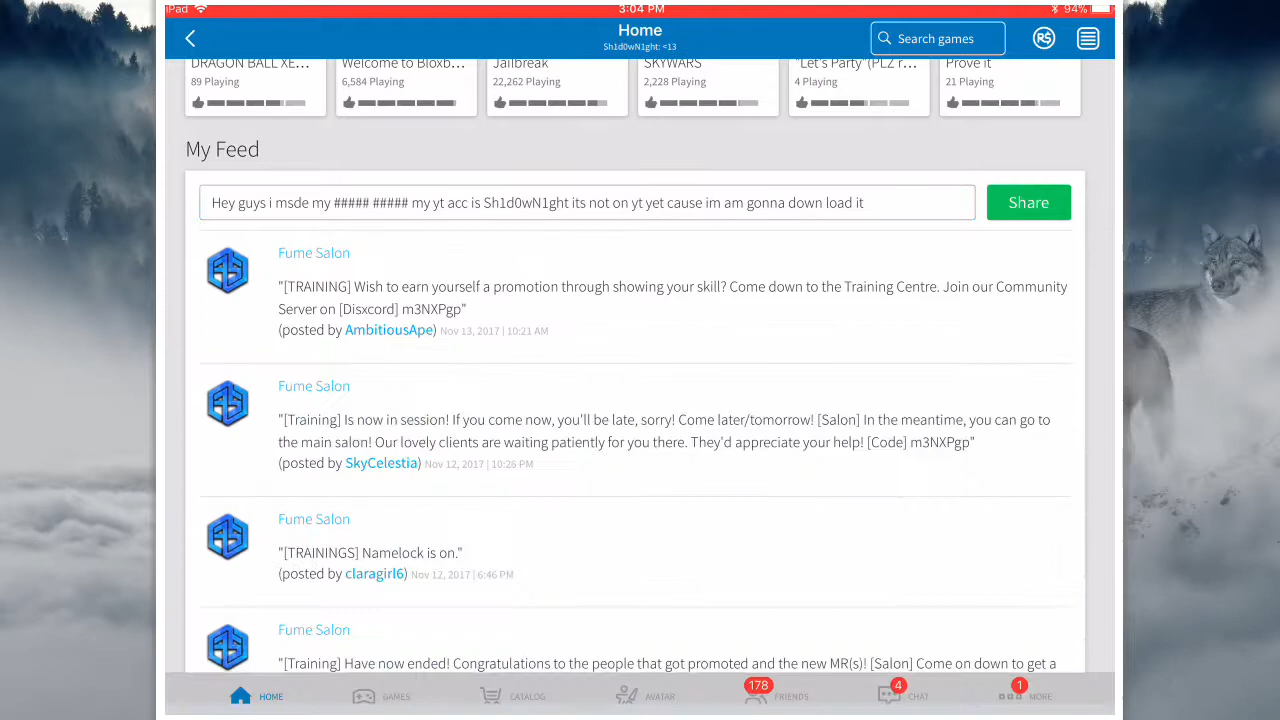 iPad 3:04 PM 94%
Home
Sh1d0wN1ght: <13
Search games
R$
DRAGON BALL XE... Welcome to Bloxb... Jailbreak SKYWARS "Let's Party"(PLZ r... Prove it
89 Playing 6,584 Playing 22,262 Playing 2,228 Playing 4 Playing 21 Playing
My Feed
Hey guys i msde my ##### ##### my yt acc is Sh1d0wN1ght its not on yt yet cause im am gonna down load it
Share
Fume Salon
"[TRAINING] Wish to earn yourself a promotion through showing your skill? Come down to the Training Centre. Join our Community
Server on [Disxcord] m3NXPgp"
(posted by AmbitiousApe) Nov 13, 2017 | 10:21 AM
Fume Salon
"[Training] Is now in session! If you come now, you'll be late, sorry! Come later/tomorrow! [Salon] In the meantime, you can go to
the main salon! Our lovely clients are waiting patiently for you there. They'd appreciate your help! [Code] m3NXPgp"
(posted by SkyCelestia) Nov 12, 2017 | 10:26 PM
Fume Salon
"[TRAININGS] Namelock is on."
(posted by claragirl6) Nov 12, 2017 | 6:46 PM
Fume Salon
"[Training] Have now ended! Congratulations to the people that got promoted and the new MR(s)! [Salon] Come on down to get a
178 4 1
HOME GAMES CATALOG AVATAR FRIENDS CHAT MORE